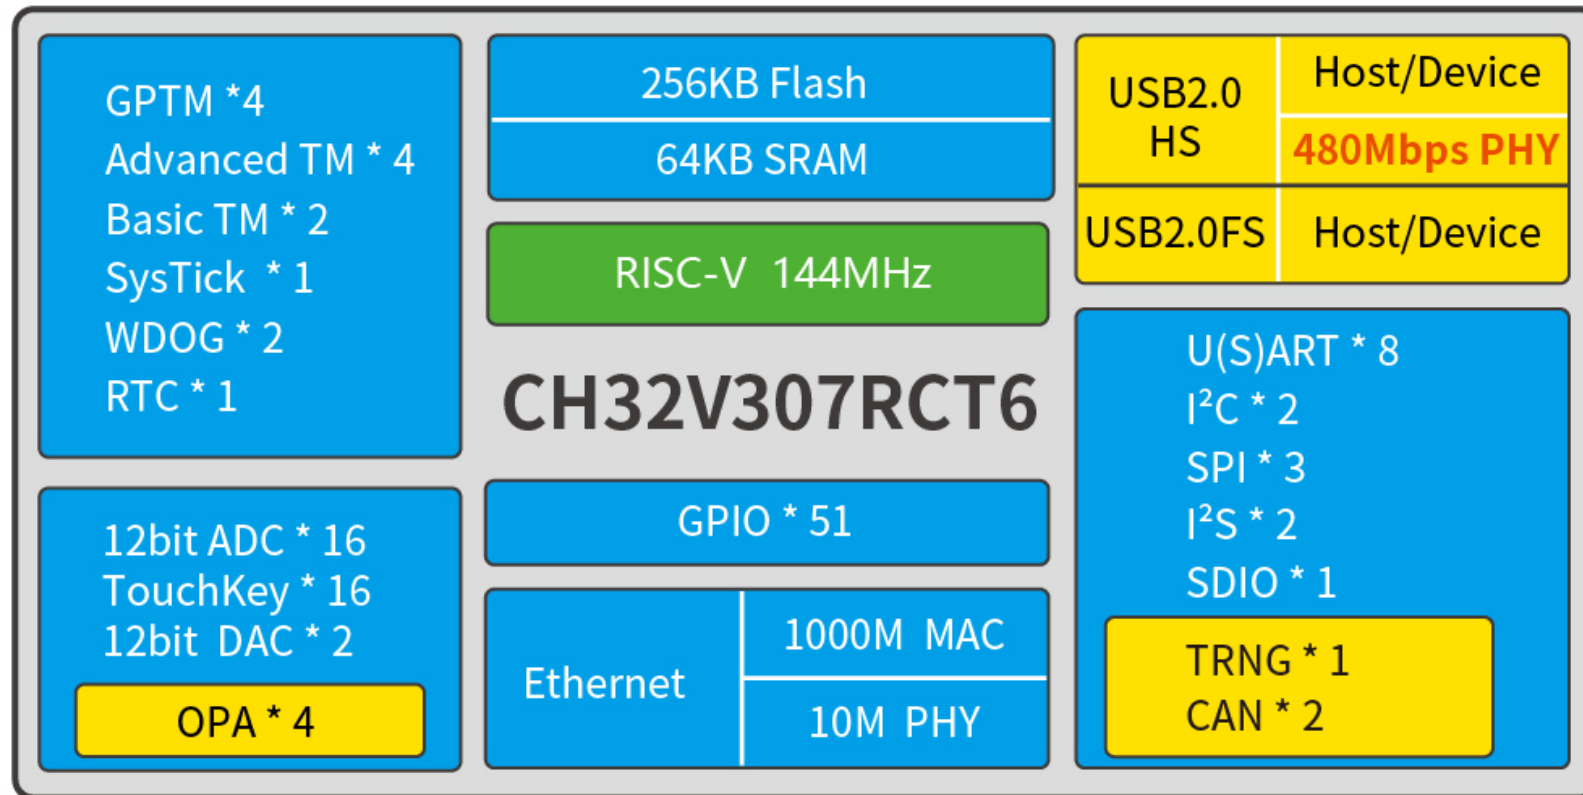 GPTM *4
Advanced TM * 4
Basic TM * 2
SysTick * 1
WDOG * 2
RTC * 1
12bit ADC * 16
TouchKey * 16
12bit DAC * 2
OPA * 4
256KB Flash
64KB SRAM
RISC-V 144MHz
CH32V307RCT6
GPIO * 51
Ethernet
1000M MAC
10M PHY
USB2.0
HS
Host/Device
480Mbps PHY
USB2.0FS
Host/Device
U(S)ART * 8
I²C * 2
SPI * 3
I²S * 2
SDIO * 1
TRNG * 1
CAN * 2